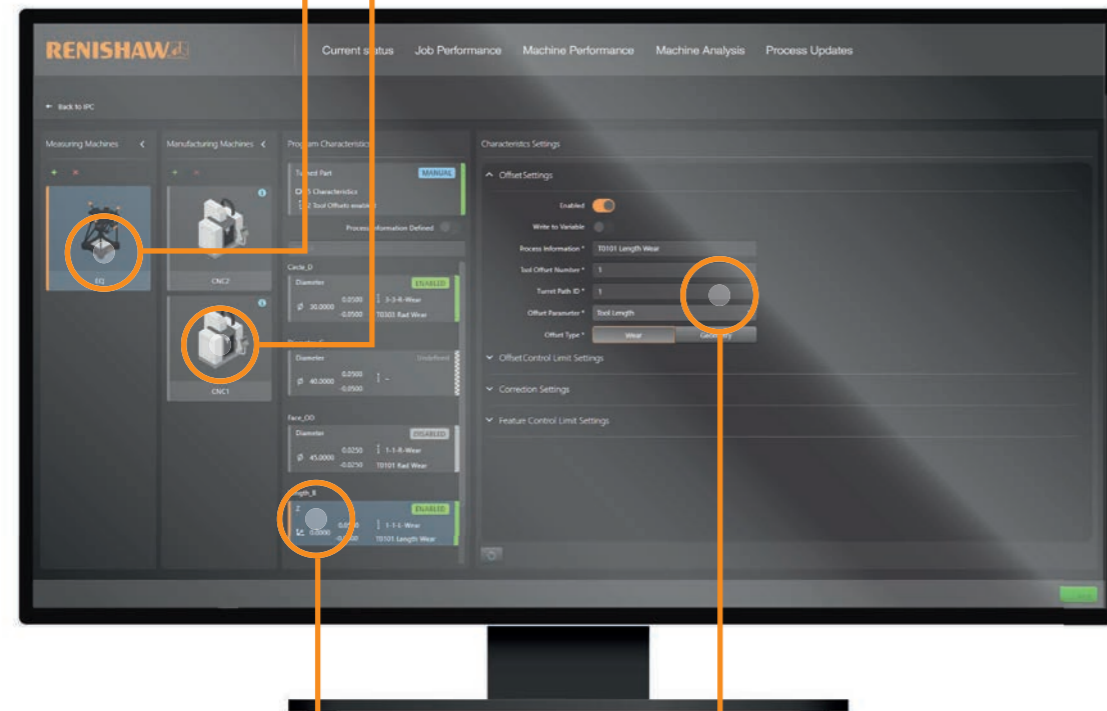 RENISHAW
Current status Job Performance Machine Performance Machine Analysis Process Updates
← Back to IPC
Measuring Machines
EQ
Manufacturing Machines
CNC2
CNC1
Program Characteristics
Turned Part MANUAL
Characteristics
2 Tool Offsets enabled
Process Information Defined
Circle_D
Diameter ENABLED
Ø 30.0000 0.0500 3-3-R-Wear
-0.0500 T0303 Rad Wear
Diameter Undefined
Ø 40.0000 0.0500 -
-0.0500
Face_OD
Diameter DISABLED
Ø 45.0000 0.0250 1-1-R-Wear
-0.0250 T0101 Rad Wear
Length_B
Z ENABLED
0.0000 1-1-L-Wear
T0101 Length Wear
Characteristics Settings
Offset Settings
Enabled
Write to Variable
Process Information * T0101 Length Wear
Tool Offset Number * 1
Turret Path ID * 1
Offset Parameter * Tool Length
Offset Type * Wear Geometry
Offset Control Limit Settings
Correction Settings
Feature Control Limit Settings